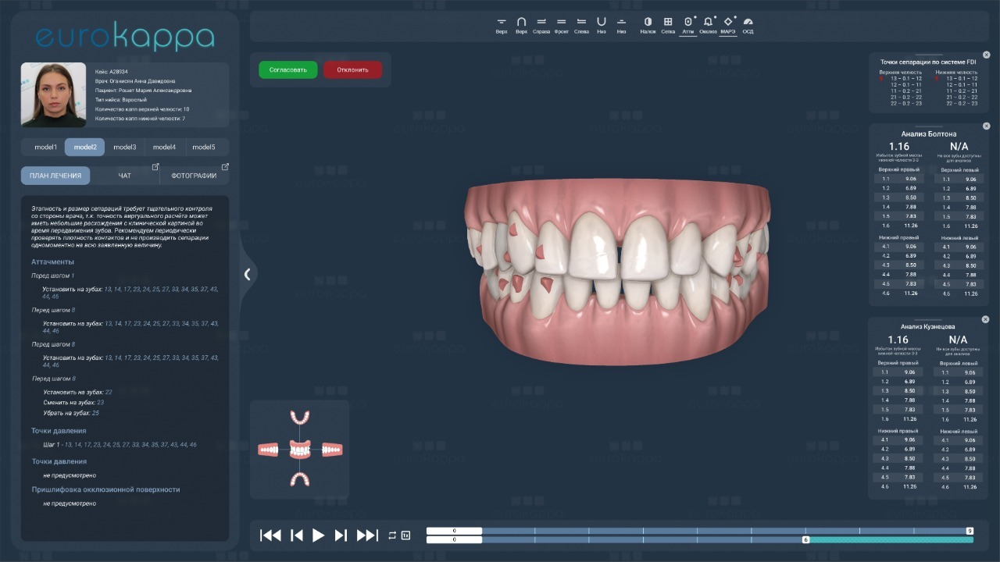 eurokappa
Кейс: A28934
Врач: Оганисян Анна Давидовна
Пациент: Рошет Мария Александровна
Тип кейса: Взрослый
Количество капп верхней челюсти: 10
Количество капп нижней челюсти: 7
model1 model2 model3 model4 model5
ПЛАН ЛЕЧЕНИЯ ЧАТ ФОТОГРАФИИ
Этапность и размер сепараций требует тщательного контроля
со стороны врача, т.к. точность виртуального расчёта может
иметь небольшие расхождения с клинической картиной во
время передвижения зубов. Рекомендуем периодически
проверять плотность контактов и не производить сепарации
одномоментно на всю заявленную величину.
Аттачменты
Перед шагом 1
Установить на зубах: 13, 14, 17, 23, 24, 25, 27, 33, 34, 35, 37, 43,
44, 46
Перед шагом 8
Установить на зубах: 13, 14, 17, 23, 24, 25, 27, 33, 34, 35, 37, 43,
44, 46
Перед шагом 8
Установить на зубах: 13, 14, 17, 23, 24, 25, 27, 33, 34, 35, 37, 43,
44, 46
Перед шагом 8
Установить на зубах: 22
Сменить на зубах: 23
Убрать на зубах: 25
Точки давления
Шаг 1 - 13, 14, 17, 23, 24, 25, 27, 33, 34, 35, 37, 43, 44, 46
Точки давления
не предусмотрено
Пришлифовка окклюзионной поверхности
не предусмотрено
Верх Верх Справа Фронт Слева Низ Низ Налож Сетка Аттм Окклюз МАРЭ ОСД
Согласовать Отклонить
1x
0 9
0 6
Точки сепарации по системе FDI
Верхняя челюсть Нижняя челюсть
13 – 0.1 – 12 13 – 0.1 – 12
12 – 0.1 – 11 12 – 0.1 – 11
11 – 0.2 – 21 11 – 0.2 – 21
21 – 0.2 – 22 21 – 0.2 – 22
22 – 0.2 – 23 22 – 0.2 – 23
Анализ Болтона
1.16 N/A
Избыток зубной массы Не все зубы доступны
нижней челюсти 3-3 для анализа
Верхний правый Верхний левый
1.1 9.06 1.1 9.06
1.2 6.89 1.2 6.89
1.3 8.50 1.3 8.50
1.4 7.88 1.4 7.88
1.5 7.83 1.5 7.83
1.6 11.26 1.6 11.26
Нижний правый Нижний левый
4.1 9.06 4.1 9.06
4.2 6.89 4.2 6.89
4.3 8.50 4.3 8.50
4.4 7.88 4.4 7.88
4.5 7.83 4.5 7.83
4.6 11.26 4.6 11.26
Анализ Кузнецова
1.16 N/A
Избыток зубной массы Не все зубы доступны
нижней челюсти 3-3 для анализа
Верхний правый Верхний левый
1.1 9.06 1.1 9.06
1.2 6.89 1.2 6.89
1.3 8.50 1.3 8.50
1.4 7.88 1.4 7.88
1.5 7.83 1.5 7.83
1.6 11.26 1.6 11.26
Нижний правый Нижний левый
4.1 9.06 4.1 9.06
4.2 6.89 4.2 6.89
4.3 8.50 4.3 8.50
4.4 7.88 4.4 7.88
4.5 7.83 4.5 7.83
4.6 11.26 4.6 11.26